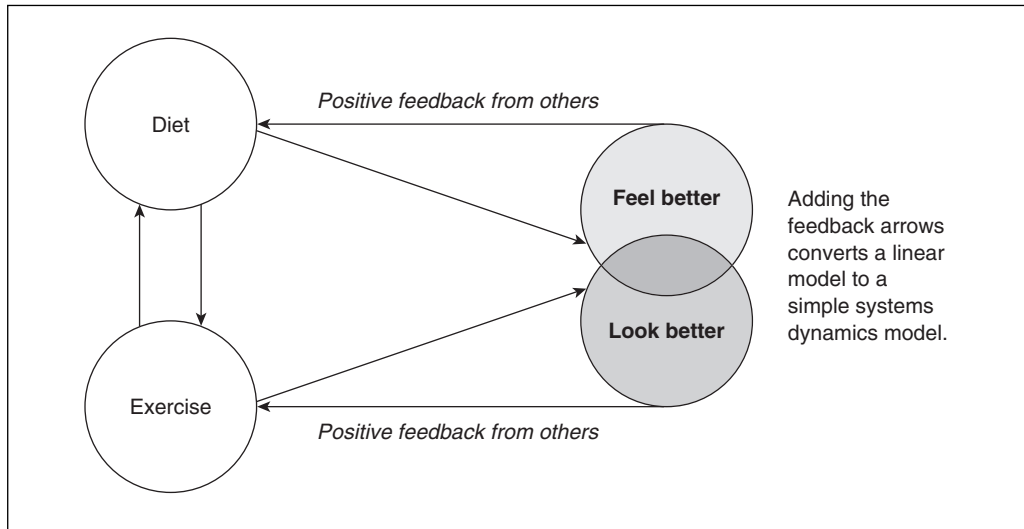 Positive feedback from others
Diet
Feel better
Adding the
feedback arrows
converts a linear
model to a
simple systems
dynamics model.
Look better
Exercise
Positive feedback from others